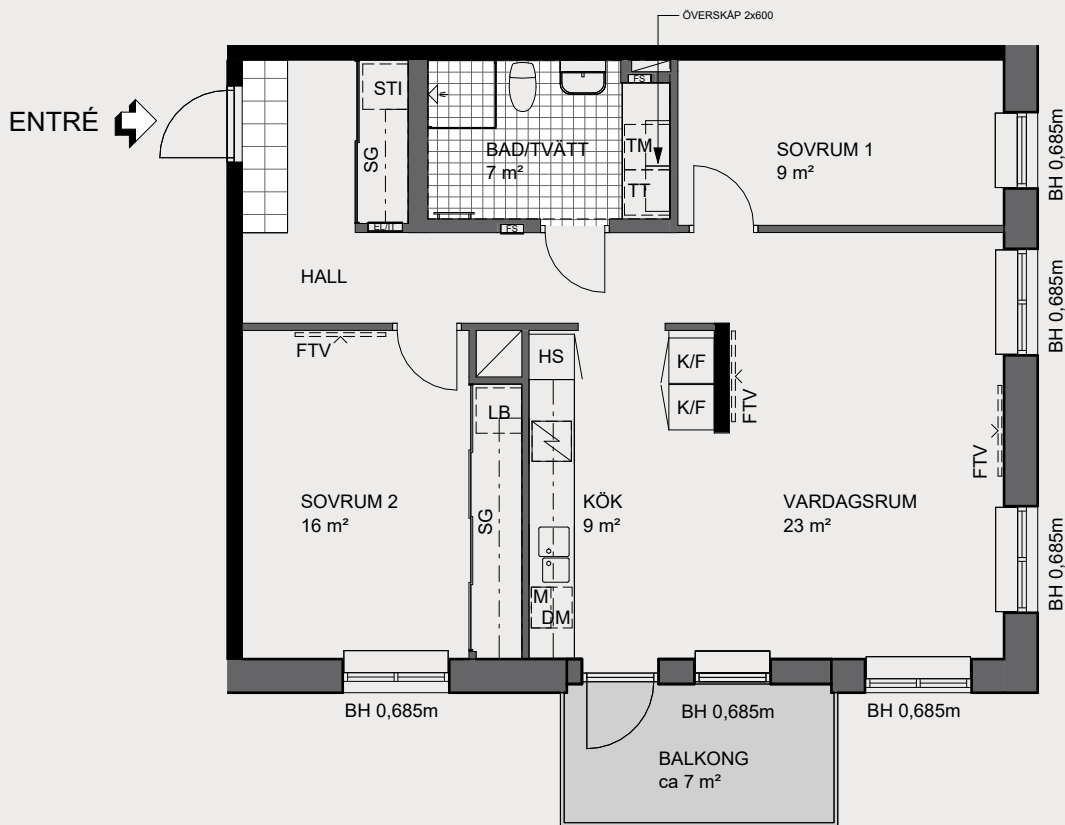 ÖVERSKÅP 2x600
ENTRÉ
STI
SG
EL/IT
BAD/TVÄTT
7 m²
FS
TM
TT
FS
SOVRUM 1
9 m²
BH 0,685m
HALL
BH 0,685m
FTV
HS
K/F
K/F
FTV
LB
FTV
SOVRUM 2
16 m²
SG
KÖK
9 m²
VARDAGSRUM
23 m²
BH 0,685m
M
DM
BH 0,685m
BH 0,685m
BH 0,685m
BALKONG
ca 7 m²